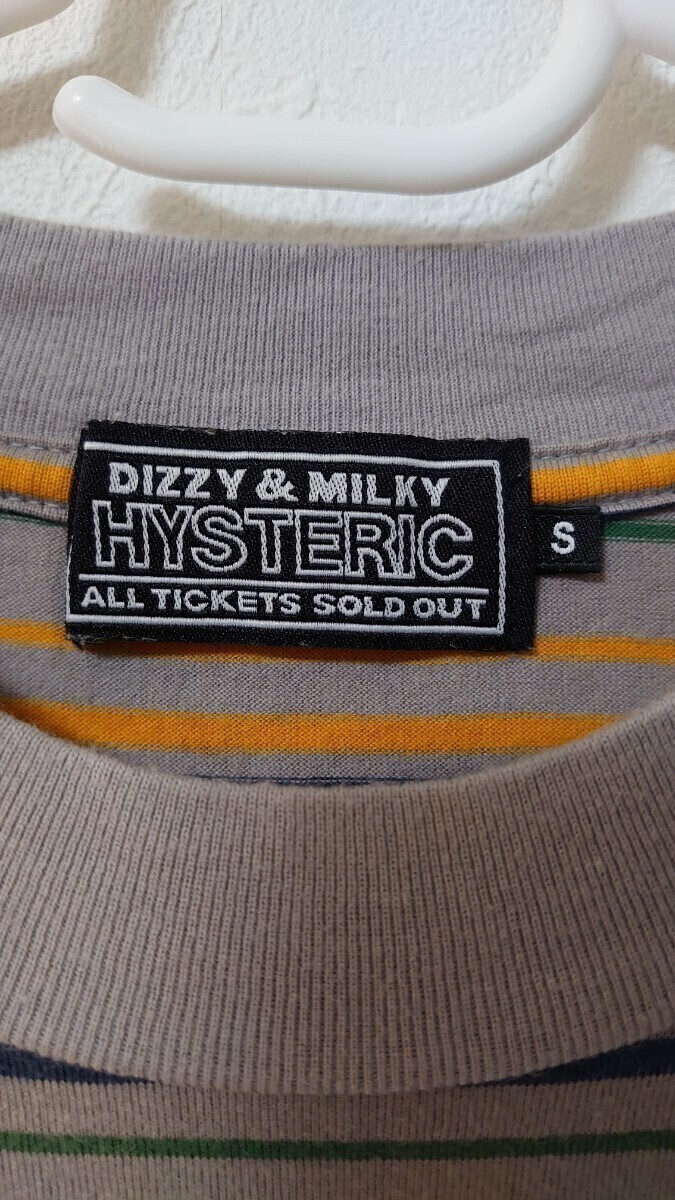 DIZZY & MILKY
HYSTERIC
ALL TICKETS SOLD OUT
S